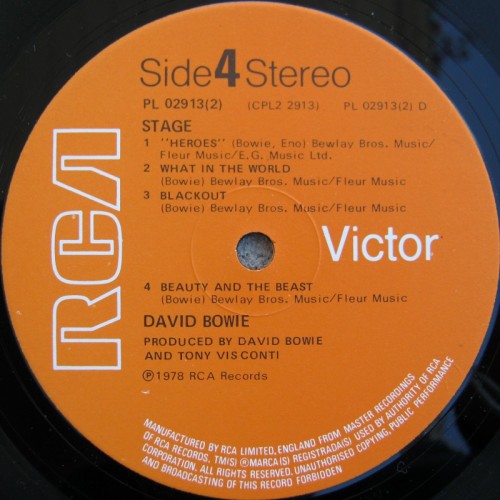 Side 4 Stereo
PL 02913(2) (CPL2 2913) PL 02913(2) D
STAGE
1 "HEROES" (Bowie, Eno) Bewlay Bros. Music/
Fleur Music/E.G. Music Ltd.
2 WHAT IN THE WORLD
(Bowie) Bewlay Bros. Music/Fleur Music
3 BLACKOUT
(Bowie) Bewlay Bros. Music/Fleur Music
RCA
Victor
4 BEAUTY AND THE BEAST
(Bowie) Bewlay Bros. Music/Fleur Music
DAVID BOWIE
PRODUCED BY DAVID BOWIE
AND TONY VISCONTI
Ⓟ1978 RCA Records
MANUFACTURED BY RCA LIMITED, ENGLAND FROM MASTER RECORDINGS
OF RCA RECORDS. TM(S) ® MARCA(S) REGISTRADA(S) USED BY AUTHORITY OF RCA
CORPORATION. ALL RIGHTS RESERVED. UNAUTHORISED COPYING, PUBLIC PERFORMANCE
AND BROADCASTING OF THIS RECORD FORBIDDEN